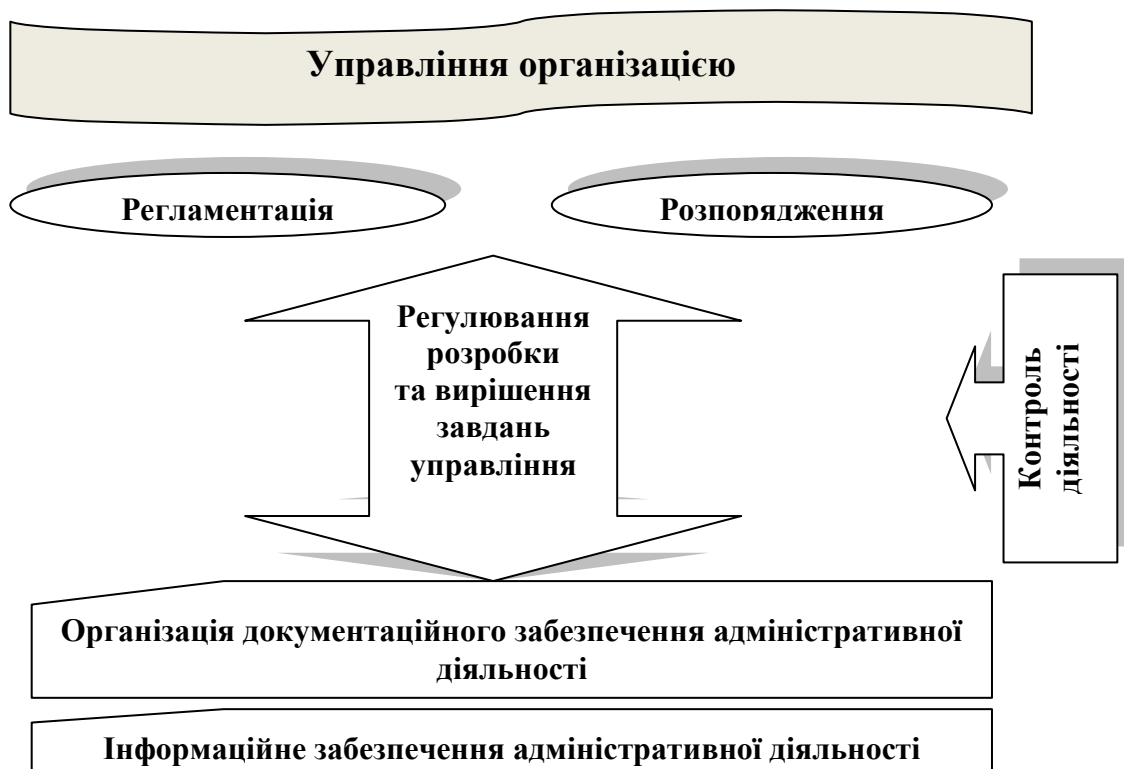 Управління організацією
Регламентація
Розпорядження
Регулювання
розробки
та вирішення
завдань
управління
Контроль
діяльності
Організація документаційного забезпечення адміністративної
діяльності
Інформаційне забезпечення адміністративної діяльності